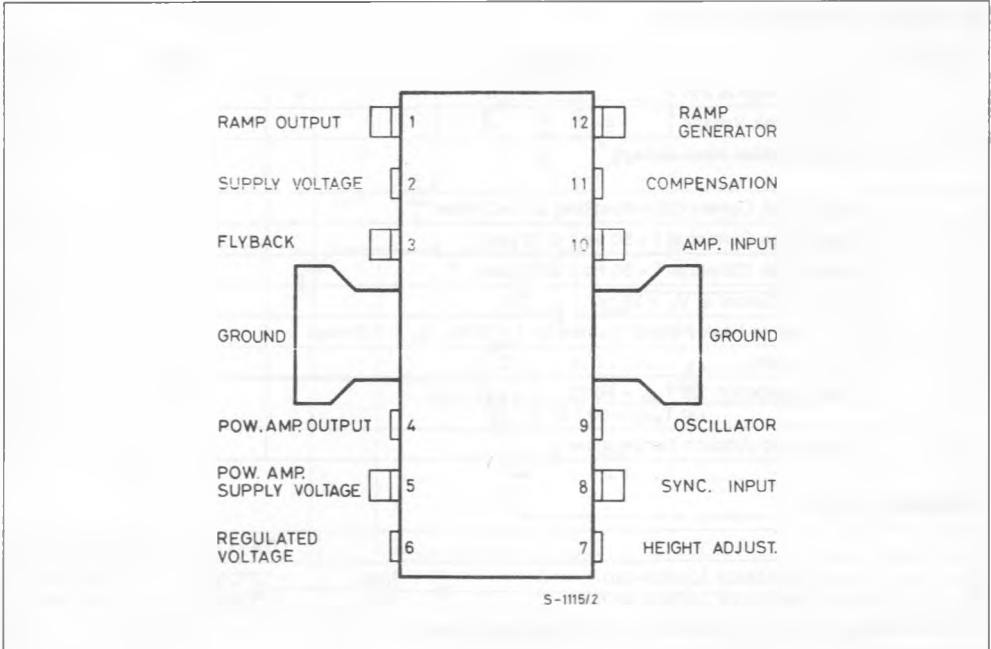 RAMP OUTPUT 1 12 RAMP
GENERATOR
SUPPLY VOLTAGE 2 11 COMPENSATION
FLYBACK 3 10 AMP. INPUT
GROUND GROUND
POW. AMP. OUTPUT 4 9 OSCILLATOR
POW. AMP.
SUPPLY VOLTAGE 5 8 SYNC. INPUT
REGULATED
VOLTAGE 6 7 HEIGHT ADJUST.
S-1115/2